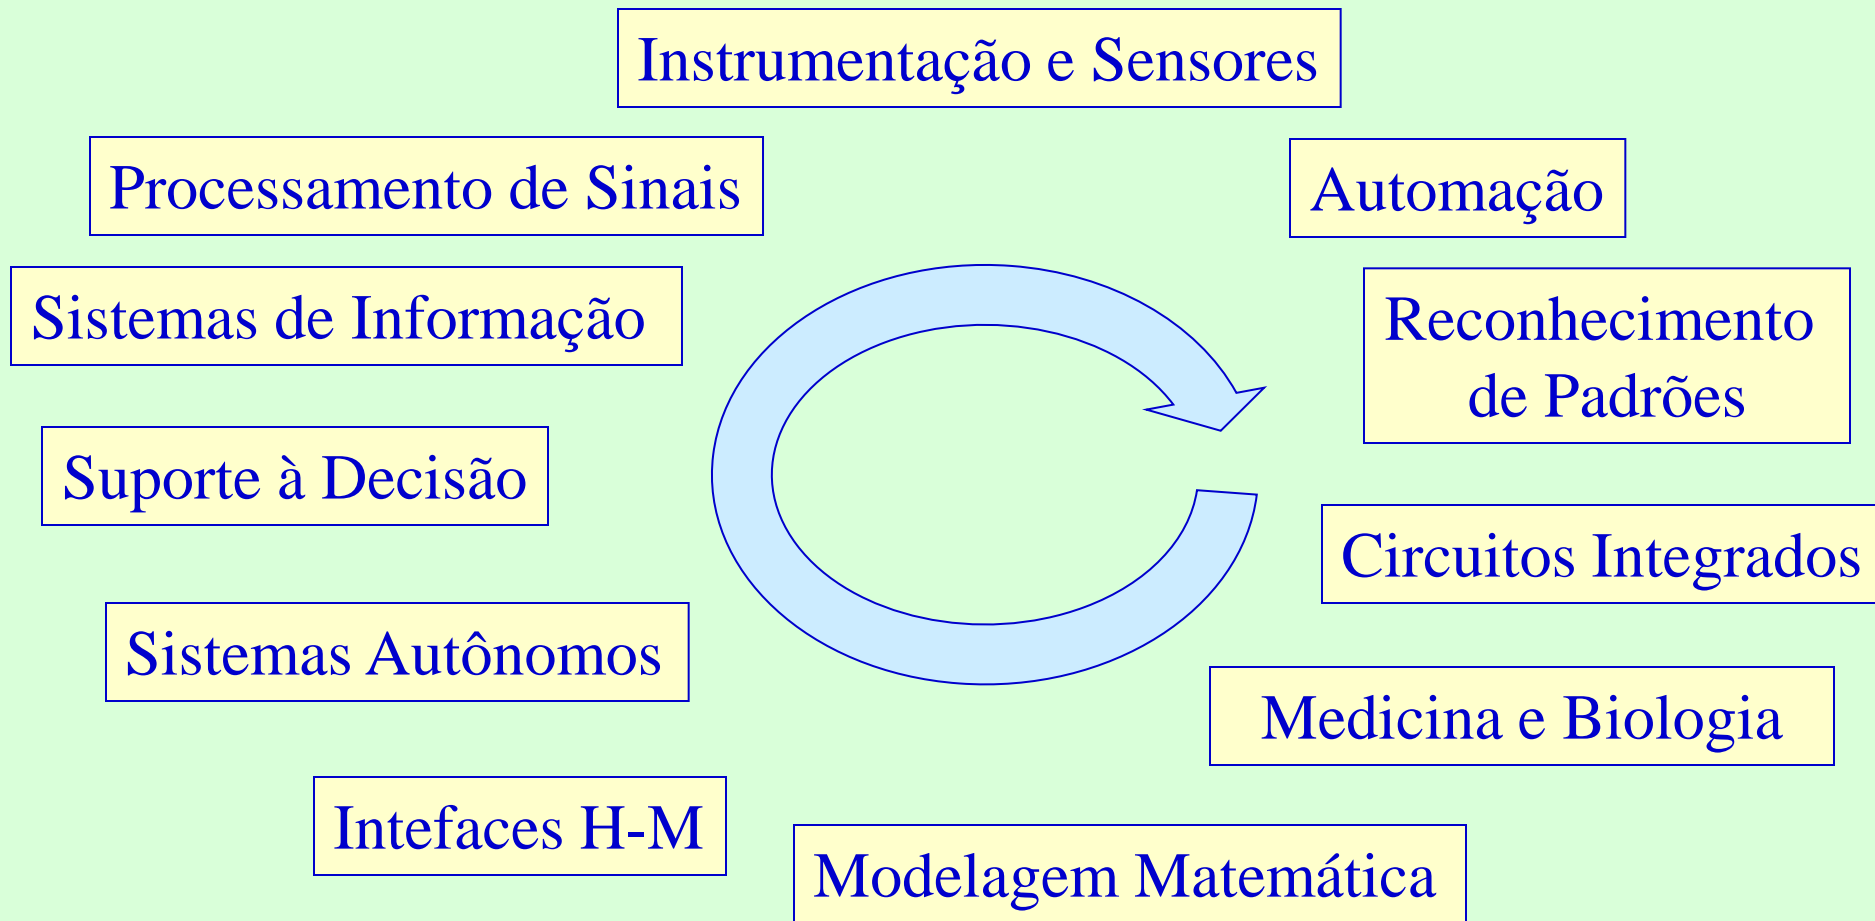 Instrumentação e Sensores
Processamento de Sinais
Automação
Sistemas de Informação
Reconhecimento
de Padrões
Suporte à Decisão
Circuitos Integrados
Sistemas Autônomos
Medicina e Biologia
Intefaces H-M
Modelagem Matemática